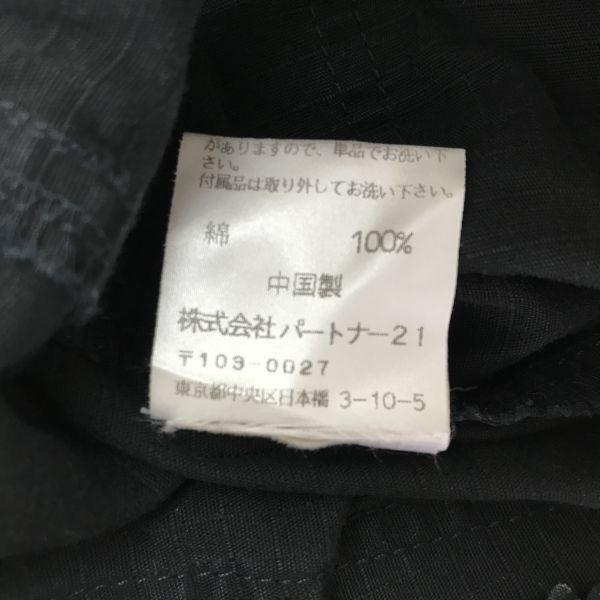 がありますので、単品でお洗い下
さい。
付属品は取り外してお洗い下さい。
綿 100%
中国製
株式会社パートナー21
〒103-0027
東京都中央区日本橋 3-10-5